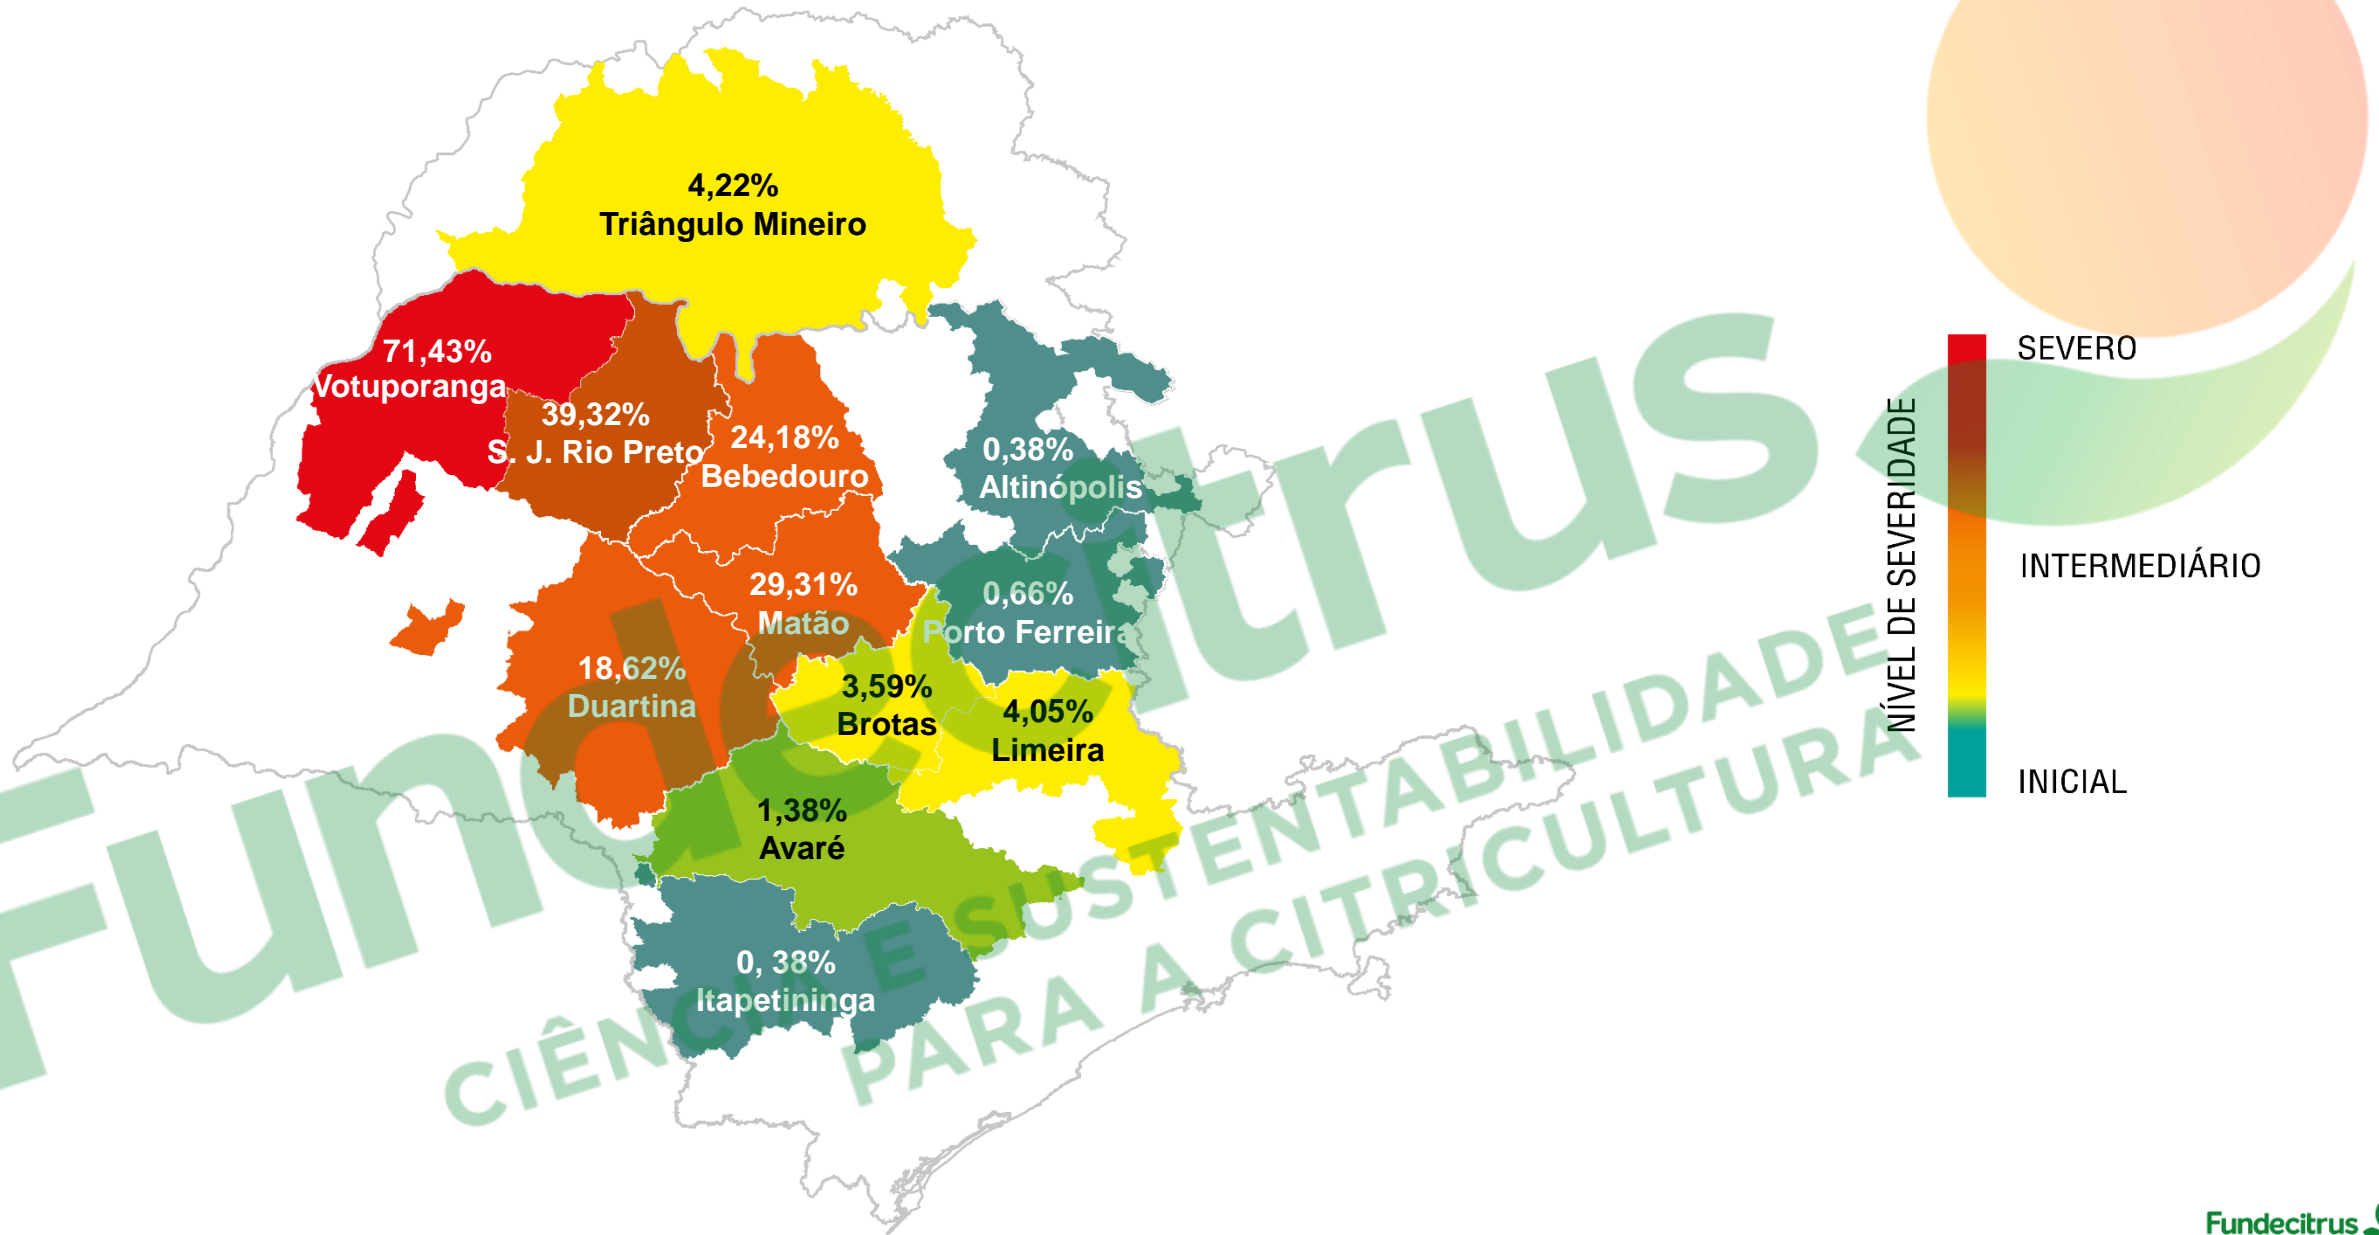 4,22%
Triângulo Mineiro
71,43%
Votuporanga
39,32%
S. J. Rio Preto
24,18%
Bebedouro
0,38%
Altinópolis
29,31%
Matão
0,66%
Porto Ferreira
18,62%
Duartina
3,59%
Brotas
4,05%
Limeira
1,38%
Avaré
0, 38%
Itapetininga
NÍVEL DE SEVERIDADE
SEVERO
INTERMEDIÁRIO
INICIAL
Fundecitrus
CIÊNCIA E SUSTENTABILIDADE
PARA A CITRICULTURA
Fundecitrus